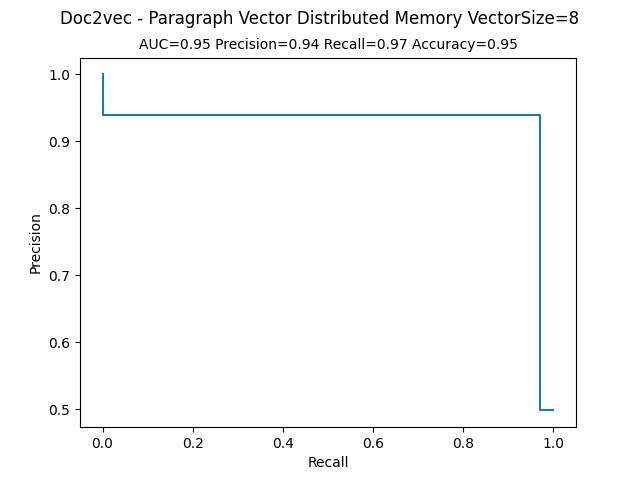 Doc2vec - Paragraph Vector Distributed Memory VectorSize=8
AUC=0.95 Precision=0.94 Recall=0.97 Accuracy=0.95
1.0
0.9
0.8
0.7
0.6
0.5
Precision
0.0 0.2 0.4 0.6 0.8 1.0
Recall